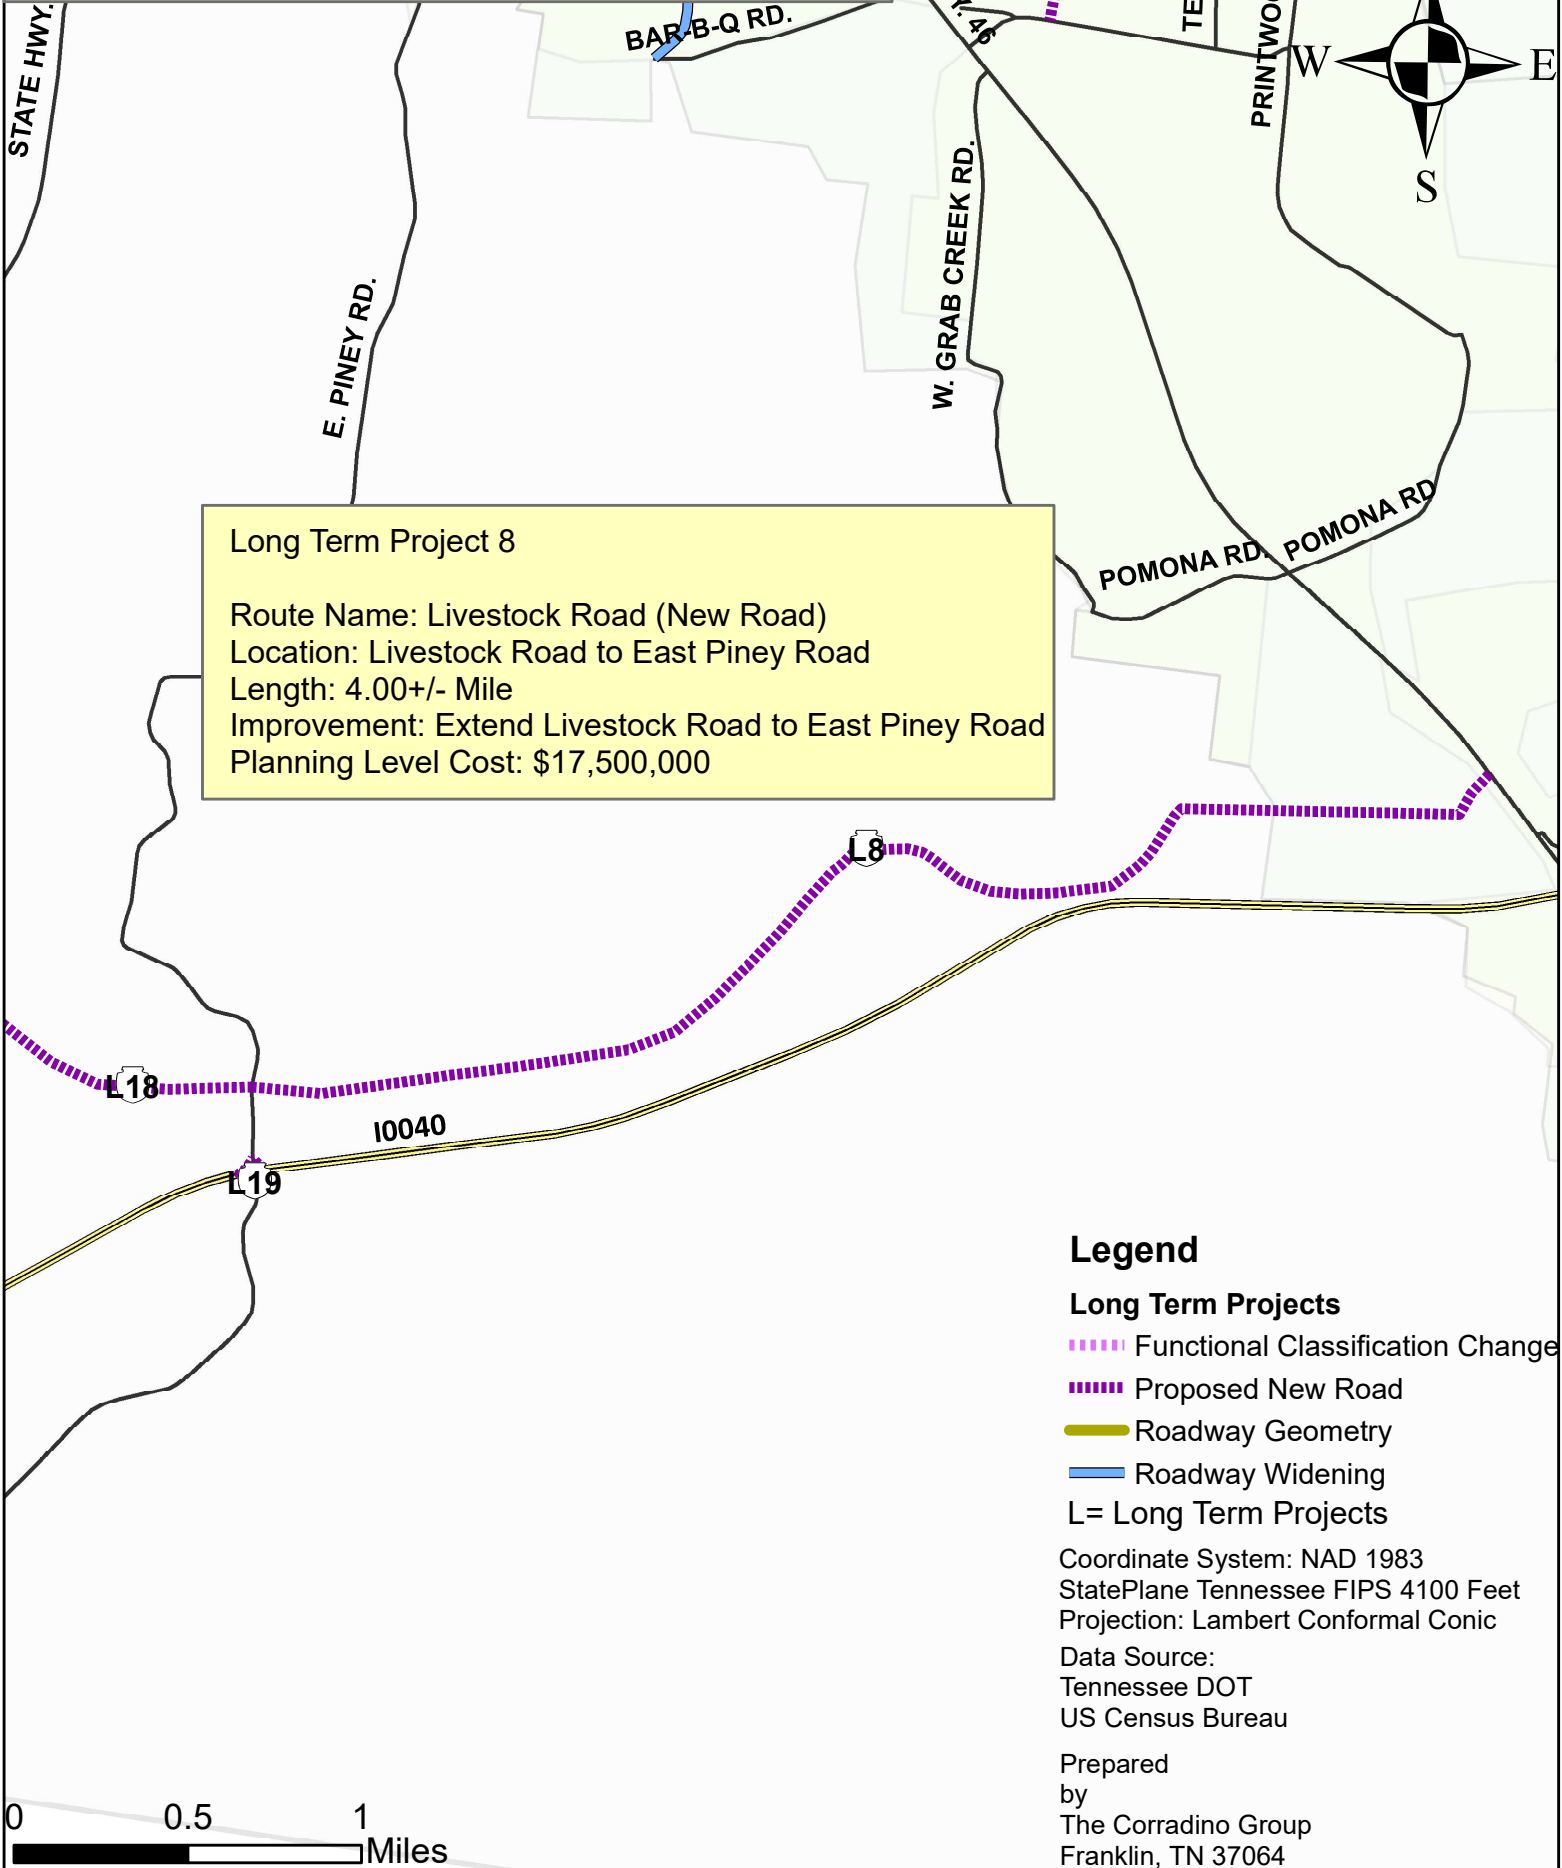 STATE HWY.
BAR-B-Q RD.
Y. 46
TE
PRINTWO
W
E
S
W. GRAB CREEK RD.
E. PINEY RD.
POMONA RD.
POMONA RD
Long Term Project 8
Route Name: Livestock Road (New Road)
Location: Livestock Road to East Piney Road
Length: 4.00+/- Mile
Improvement: Extend Livestock Road to East Piney Road
Planning Level Cost: $17,500,000
L8
L18
I0040
L19
Legend
Long Term Projects
Functional Classification Change
Proposed New Road
Roadway Geometry
Roadway Widening
L= Long Term Projects
Coordinate System: NAD 1983
StatePlane Tennessee FIPS 4100 Feet
Projection: Lambert Conformal Conic
Data Source:
Tennessee DOT
US Census Bureau
Prepared
by
The Corradino Group
Franklin, TN 37064
0 0.5 1
Miles